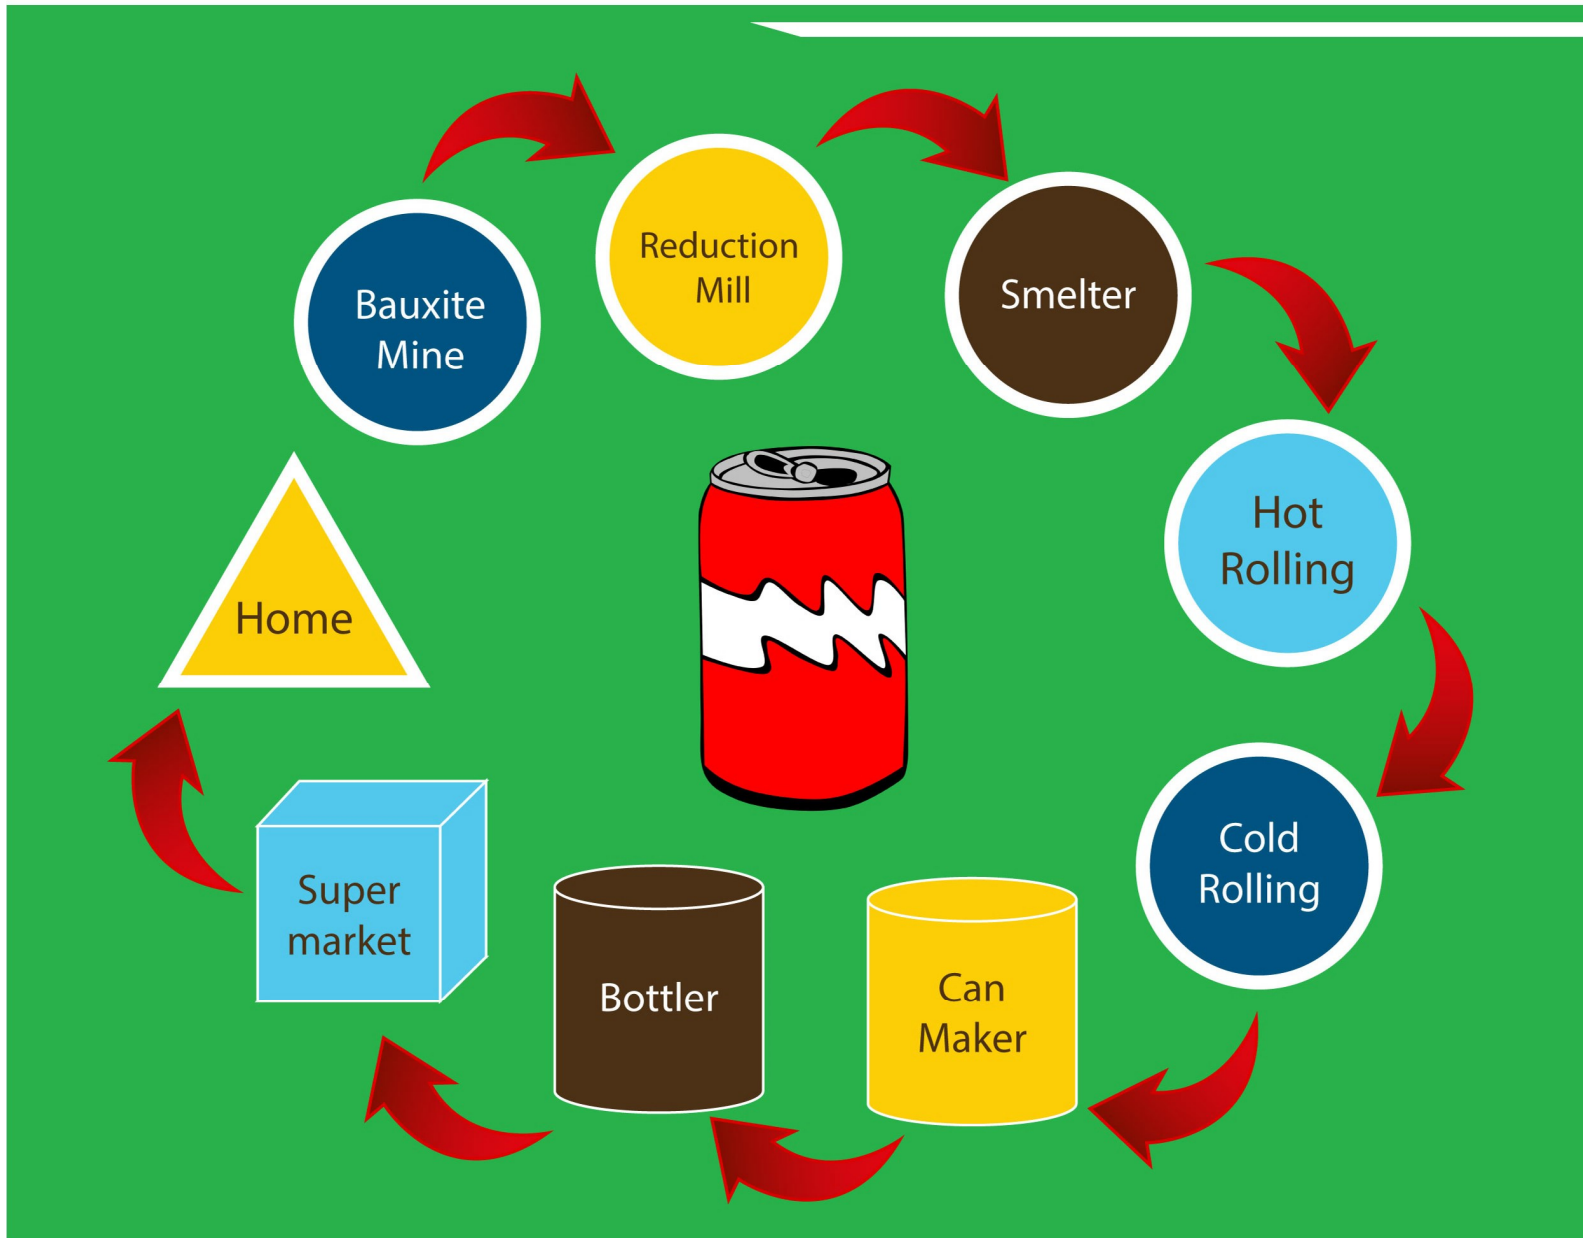 Bauxite
Mine
Reduction
Mill
Smelter
Hot
Rolling
Cold
Rolling
Can
Maker
Bottler
Super
market
Home